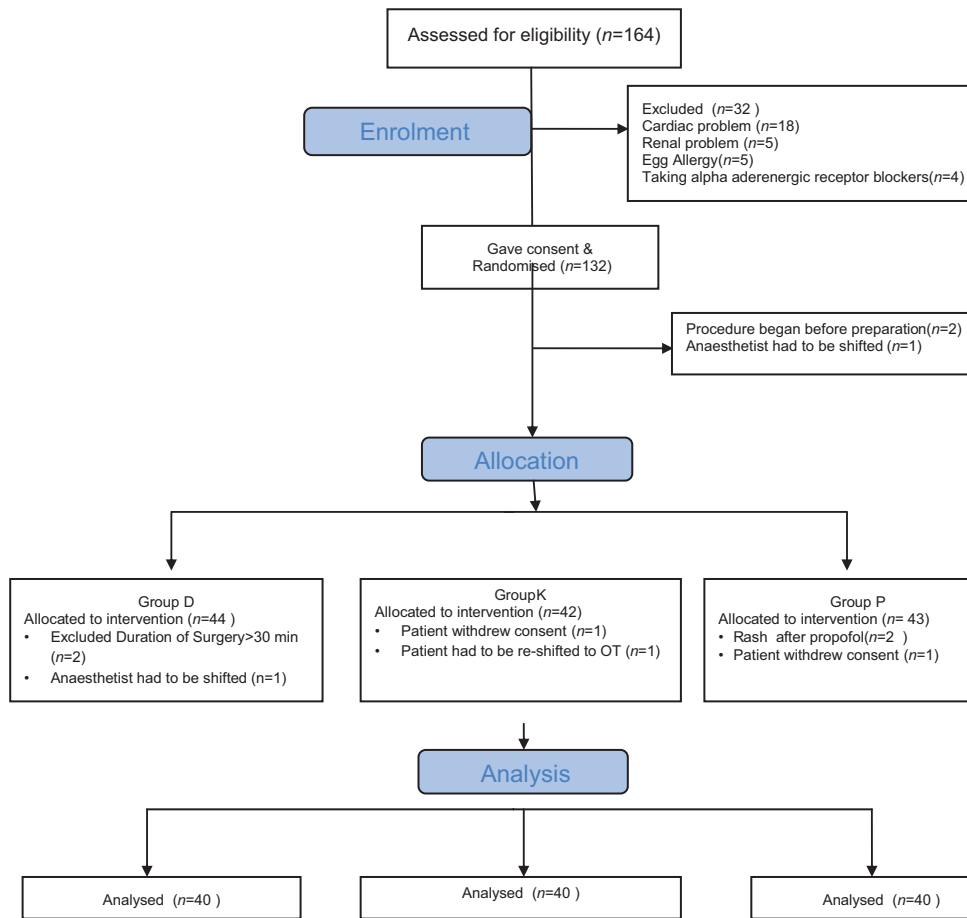 Assessed for eligibility (n=164)
Enrolment
Excluded (n=32 )
Cardiac problem (n=18)
Renal problem (n=5)
Egg Allergy(n=5)
Taking alpha aderenergic receptor blockers(n=4)
Gave consent &
Randomised (n=132)
Procedure began before preparation(n=2)
Anaesthetist had to be shifted (n=1)
Allocation
Group D
Allocated to intervention (n=44 )
• Excluded Duration of Surgery>30 min
(n=2)
• Anaesthetist had to be shifted (n=1)
GroupK
Allocated to intervention (n=42)
• Patient withdrew consent (n=1)
• Patient had to be re-shifted to OT (n=1)
Group P
Allocated to intervention (n= 43)
• Rash after propofol(n=2 )
• Patient withdrew consent (n=1)
Analysis
Analysed (n=40 )
Analysed (n=40 )
Analysed (n=40 )